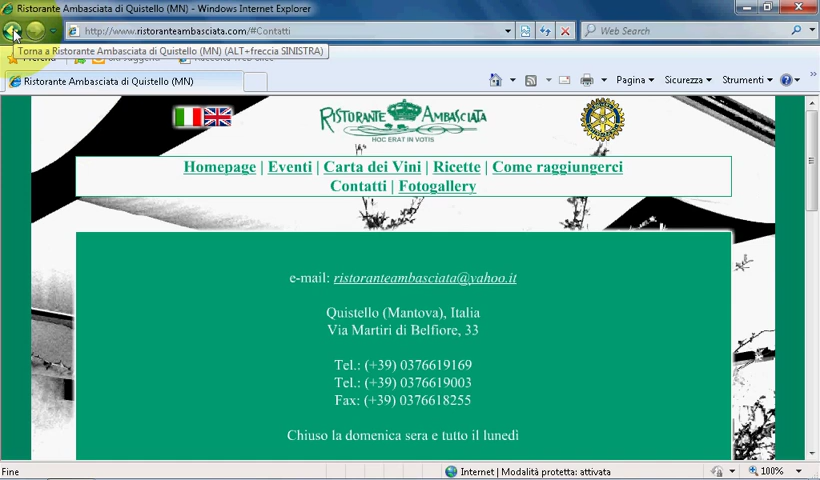 Ristorante Ambasciata di Quistello (MN) - Windows Internet Explorer
http://www.ristoranteambasciata.com/#Contatti
Web Search
Torna a Ristorante Ambasciata di Quistello (MN) (ALT+freccia SINISTRA)
Ristorante Ambasciata di Quistello (MN)
Pagina
Sicurezza
Strumenti
RISTORANTE AMBASCIATA
HOC ERAT IN VOTIS
Homepage | Eventi | Carta dei Vini | Ricette | Come raggiungerci
Contatti | Fotogallery
e-mail: ristoranteambasciata@yahoo.it
Quistello (Mantova), Italia
Via Martiri di Belfiore, 33
Tel.: (+39) 0376619169
Tel.: (+39) 0376619003
Fax: (+39) 0376618255
Chiuso la domenica sera e tutto il lunedì
Fine
Internet | Modalità protetta: attivata
100%